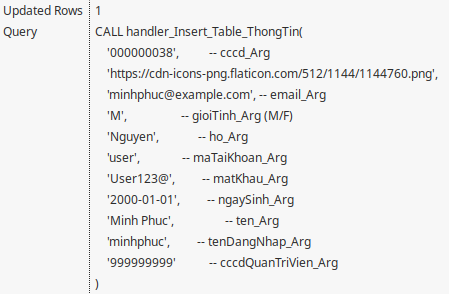 Updated Rows 1
Query CALL handler_Insert_Table_ThongTin(
'000000038', -- cccd_Arg
'https://cdn-icons-png.flaticon.com/512/1144/1144760.png',
'minhphuc@example.com', -- email_Arg
'M', -- gioiTinh_Arg (M/F)
'Nguyen', -- ho_Arg
'user', -- maTaiKhoan_Arg
'User123@', -- matKhau_Arg
'2000-01-01', -- ngaySinh_Arg
'Minh Phuc', -- ten_Arg
'minhphuc', -- tenDangNhap_Arg
'999999999' -- cccdQuanTriVien_Arg
)